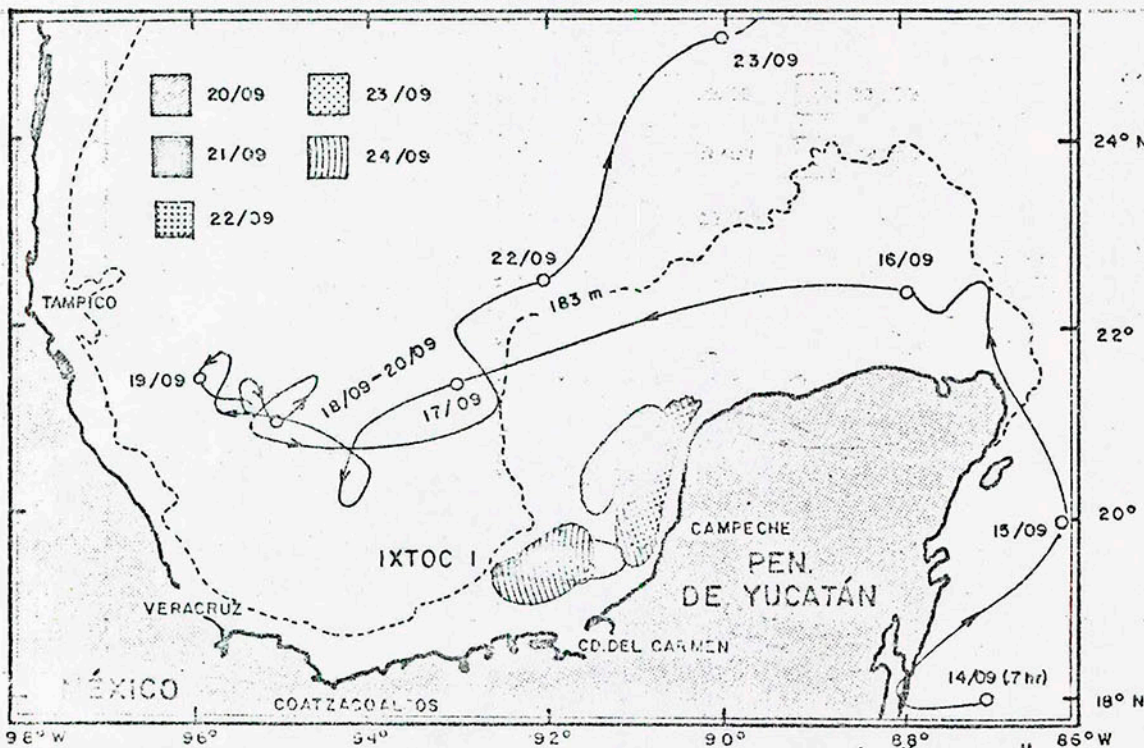 20/09
23/09
21/09
24/09
22/09
23/09
24° N
22/09
16/09
183 m
TAMPICO
22°
19/09
18/09-20/09
17/09
IXTOC I
CAMPECHE
20°
15/09
PEN.
DE YUCATÁN
VERACRUZ
CD.DEL CARMEN
MÉXICO
COATZACOALCOS
14/09 (7hr)
18° N
98° W
96°
94°
92°
90°
88°
86° W